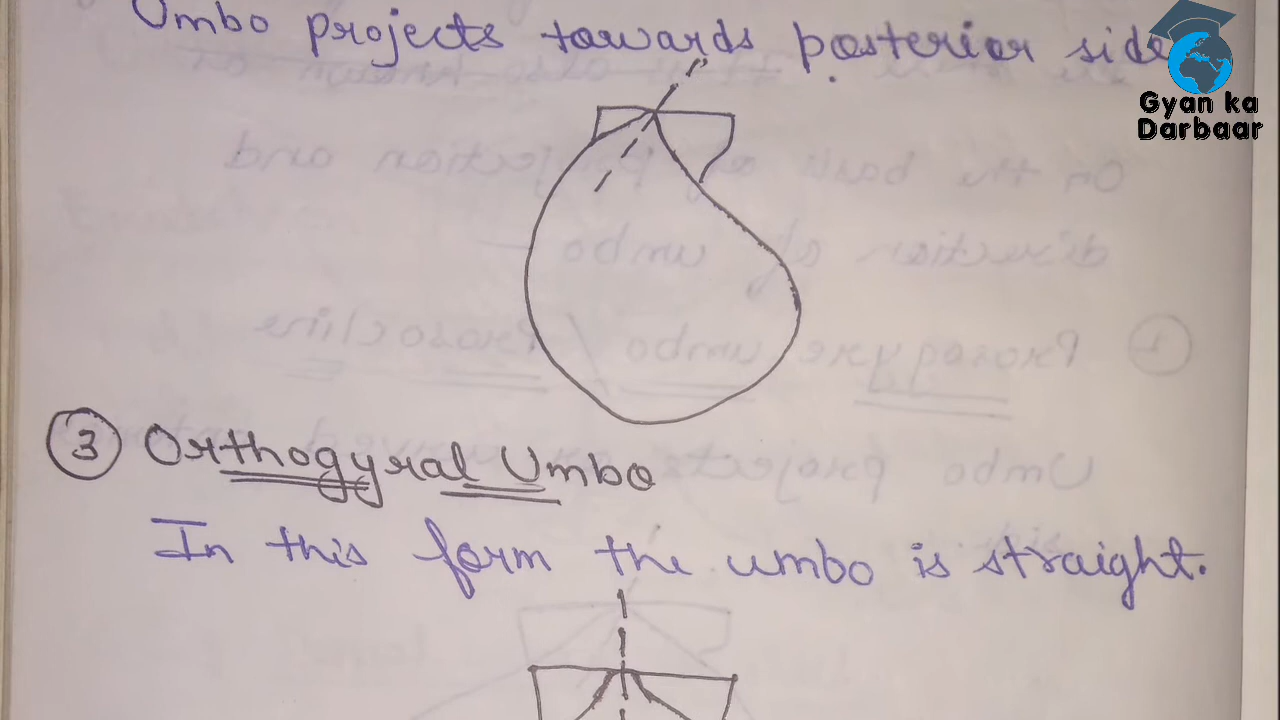 Umbo projects towards posterior side
Gyan ka
Darbaar
3 Orthogyral Umbo
In this form the umbo is straight.